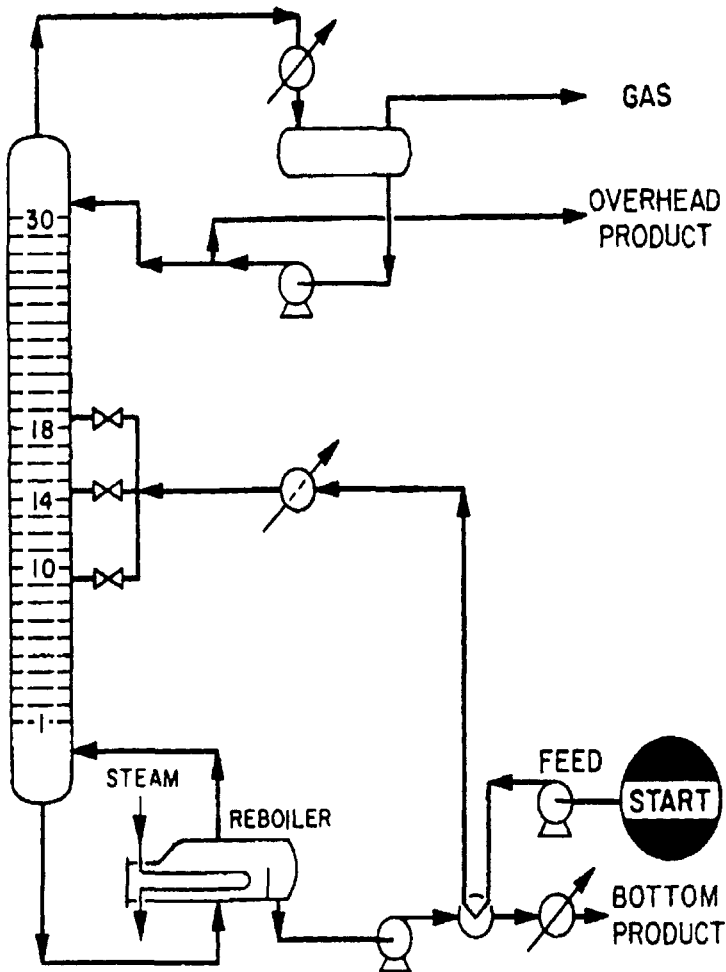 GAS
OVERHEAD
PRODUCT
30
18
14
10
1
FEED
START
STEAM
REBOILER
BOTTOM
PRODUCT